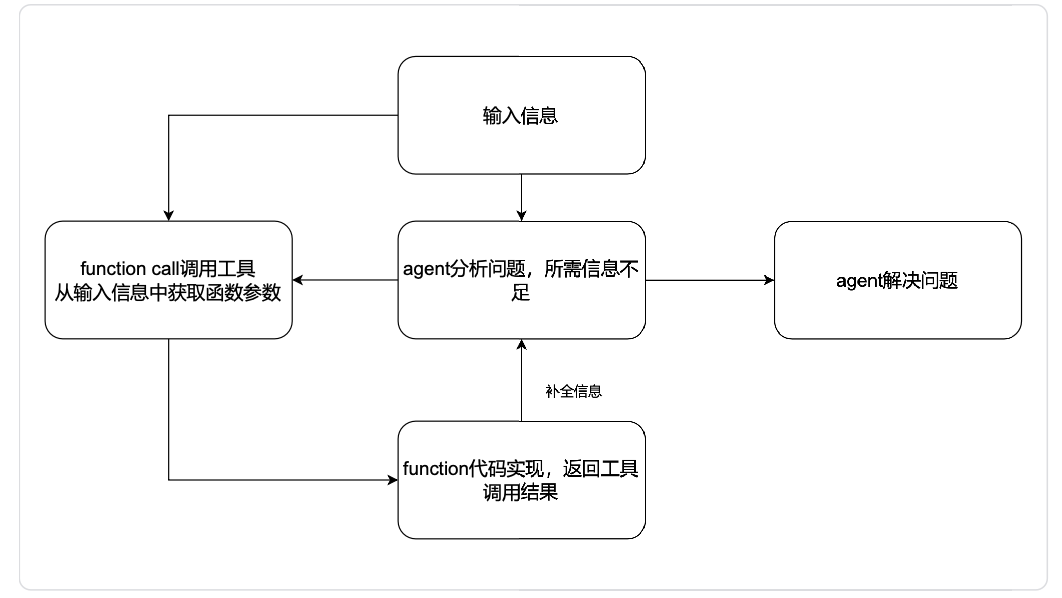 输入信息
function call调用工具
从输入信息中获取函数参数
agent分析问题，所需信息不
足
agent解决问题
补全信息
function代码实现，返回工具
调用结果